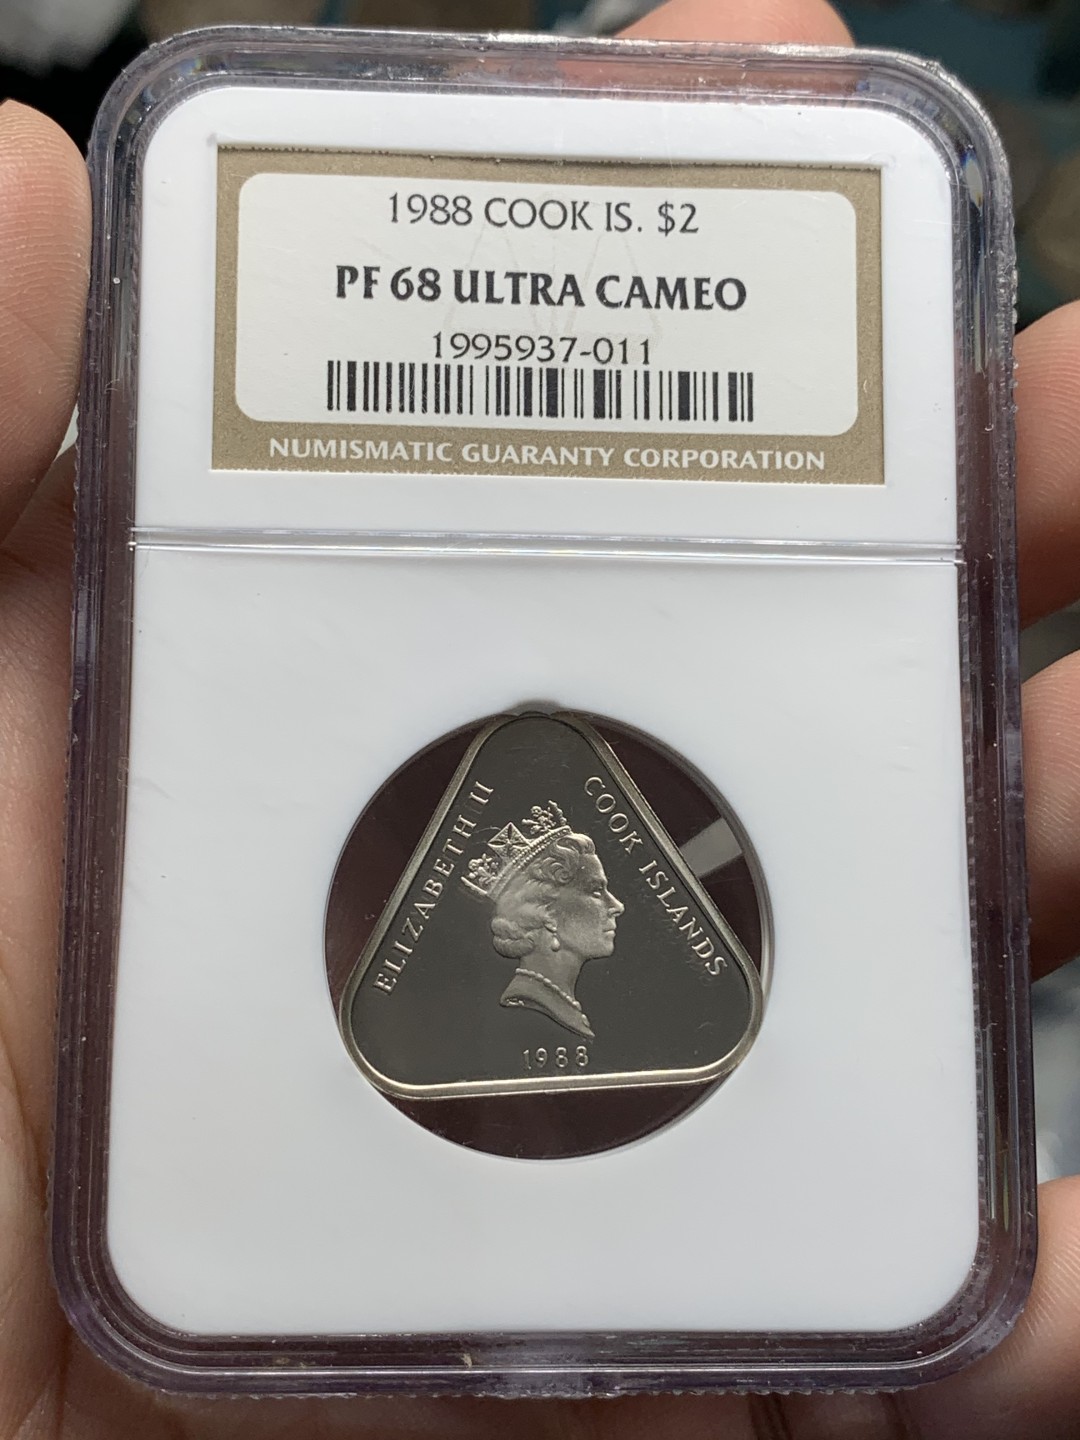 1988 COOK IS. $2
PF 68 ULTRA CAMEO
1995937-011
NUMISMATIC GUARANTY CORPORATION
ELIZABETH II
COOK ISLANDS
1988